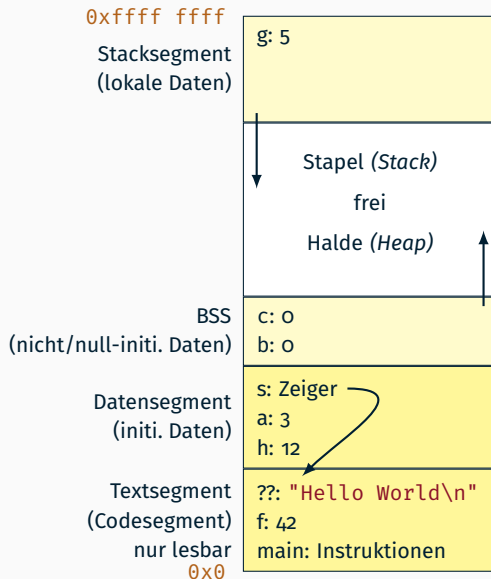 0xffff ffff
Stacksegment
(lokale Daten)
g: 5
Stapel (Stack)
frei
Halde (Heap)
BSS
(nicht/null-initi. Daten)
c: 0
b: 0
Datensegment
(initi. Daten)
s: Zeiger
a: 3
h: 12
Textsegment
(Codesegment)
nur lesbar
0x0
??: "Hello World\n"
f: 42
main: Instruktionen